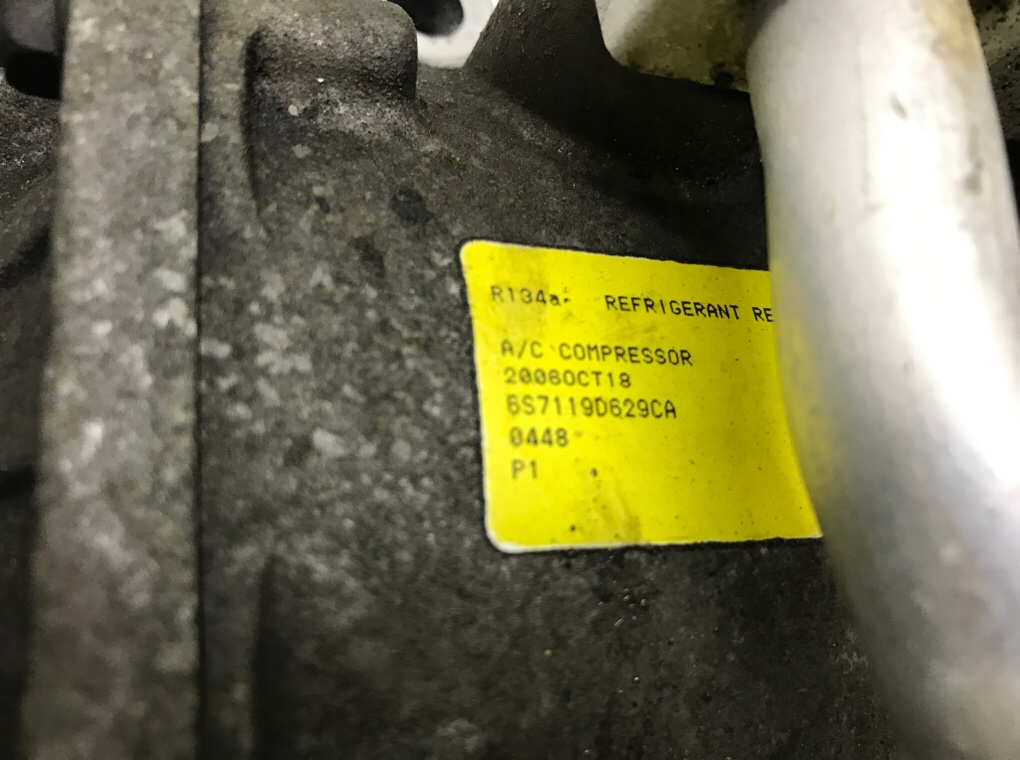 R134a- REFRIGERANT RE
A/C COMPRESSOR
2006OCT18
6S7119D629CA
0448
P1